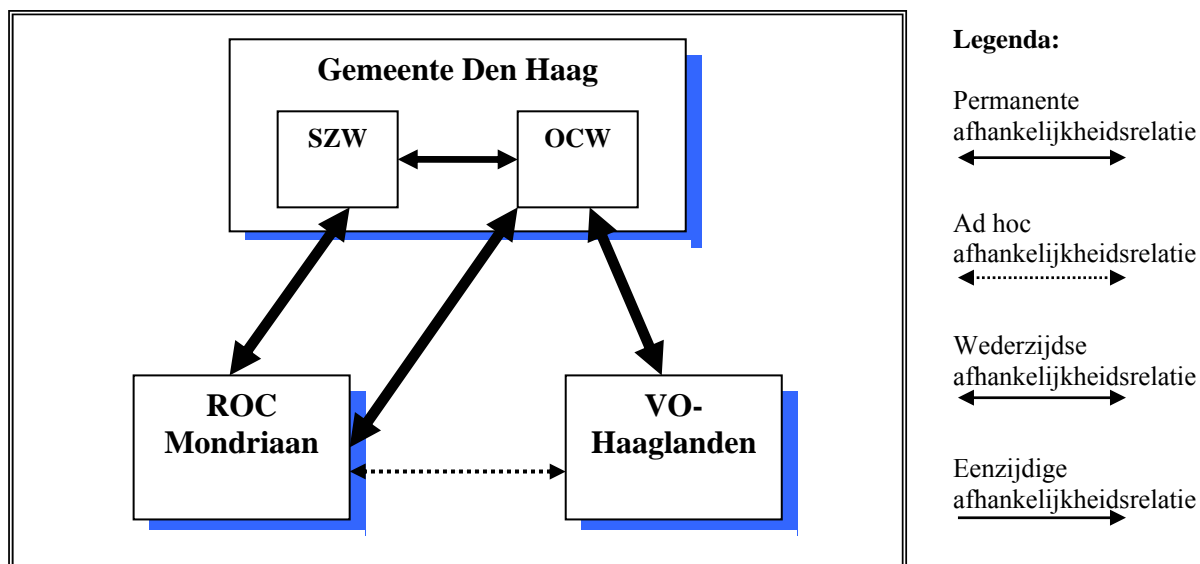 Gemeente Den Haag
SZW
OCW
ROC
Mondriaan
VO-
Haaglanden
Legenda:
Permanente
afhankelijkheidsrelatie
Ad hoc
afhankelijkheidsrelatie
Wederzijdse
afhankelijkheidsrelatie
Eenzijdige
afhankelijkheidsrelatie